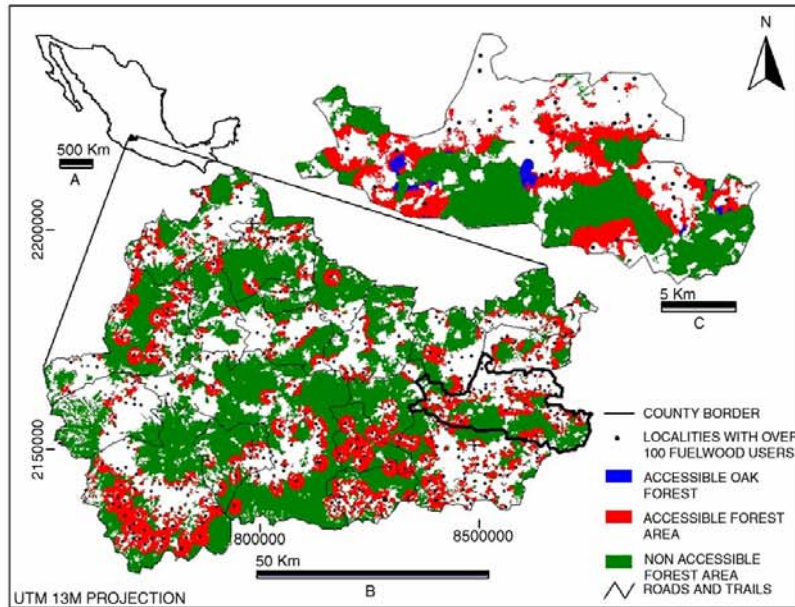 N
500 Km
A
2200000
2150000
5 Km
C
COUNTY BORDER
LOCALITIES WITH OVER
100 FUELWOOD USERS
ACCESSIBLE OAK
FOREST
ACCESSIBLE FOREST
AREA
NON ACCESSIBLE
FOREST AREA
ROADS AND TRAILS
800000
8500000
50 Km
B
UTM 13M PROJECTION